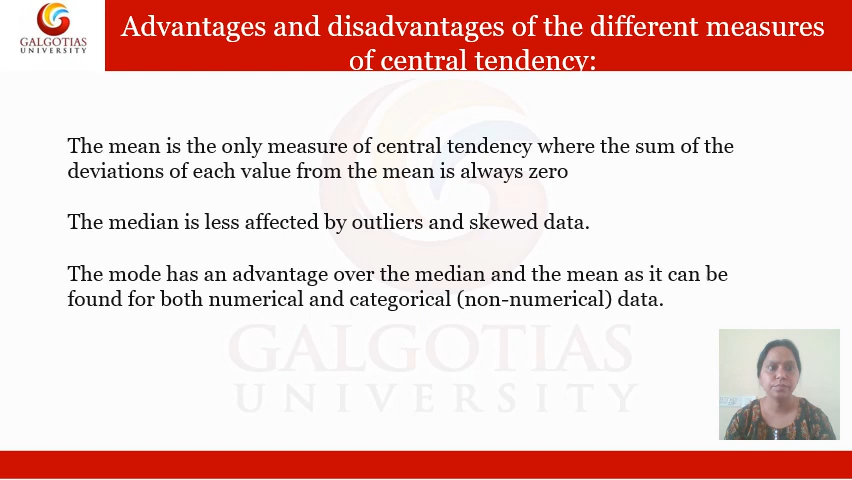 GALGOTIAS
UNIVERSITY
Advantages and disadvantages of the different measures
of central tendency:
The mean is the only measure of central tendency where the sum of the
deviations of each value from the mean is always zero
The median is less affected by outliers and skewed data.
The mode has an advantage over the median and the mean as it can be
found for both numerical and categorical (non-numerical) data.
GALGOTIAS
UNIVERSITY